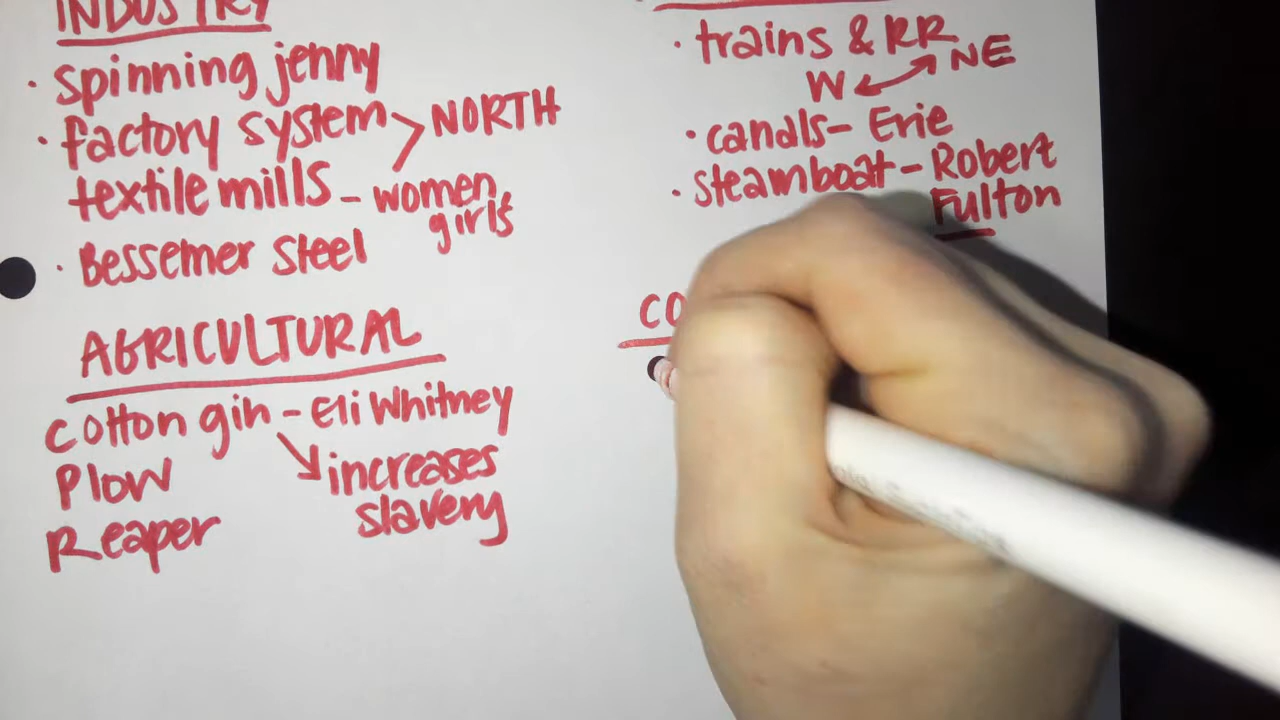 INDUSTRY
· spinning jenny
· factory system > NORTH
textile mills - women,
girls
· Bessemer Steel
AGRICULTURAL
Cotton gin - Eli Whitney
Plow
increases
slavery
Reaper
· trains & RR
W ↔ NE
· canals - Erie
· steamboat - Robert
Fulton
CO